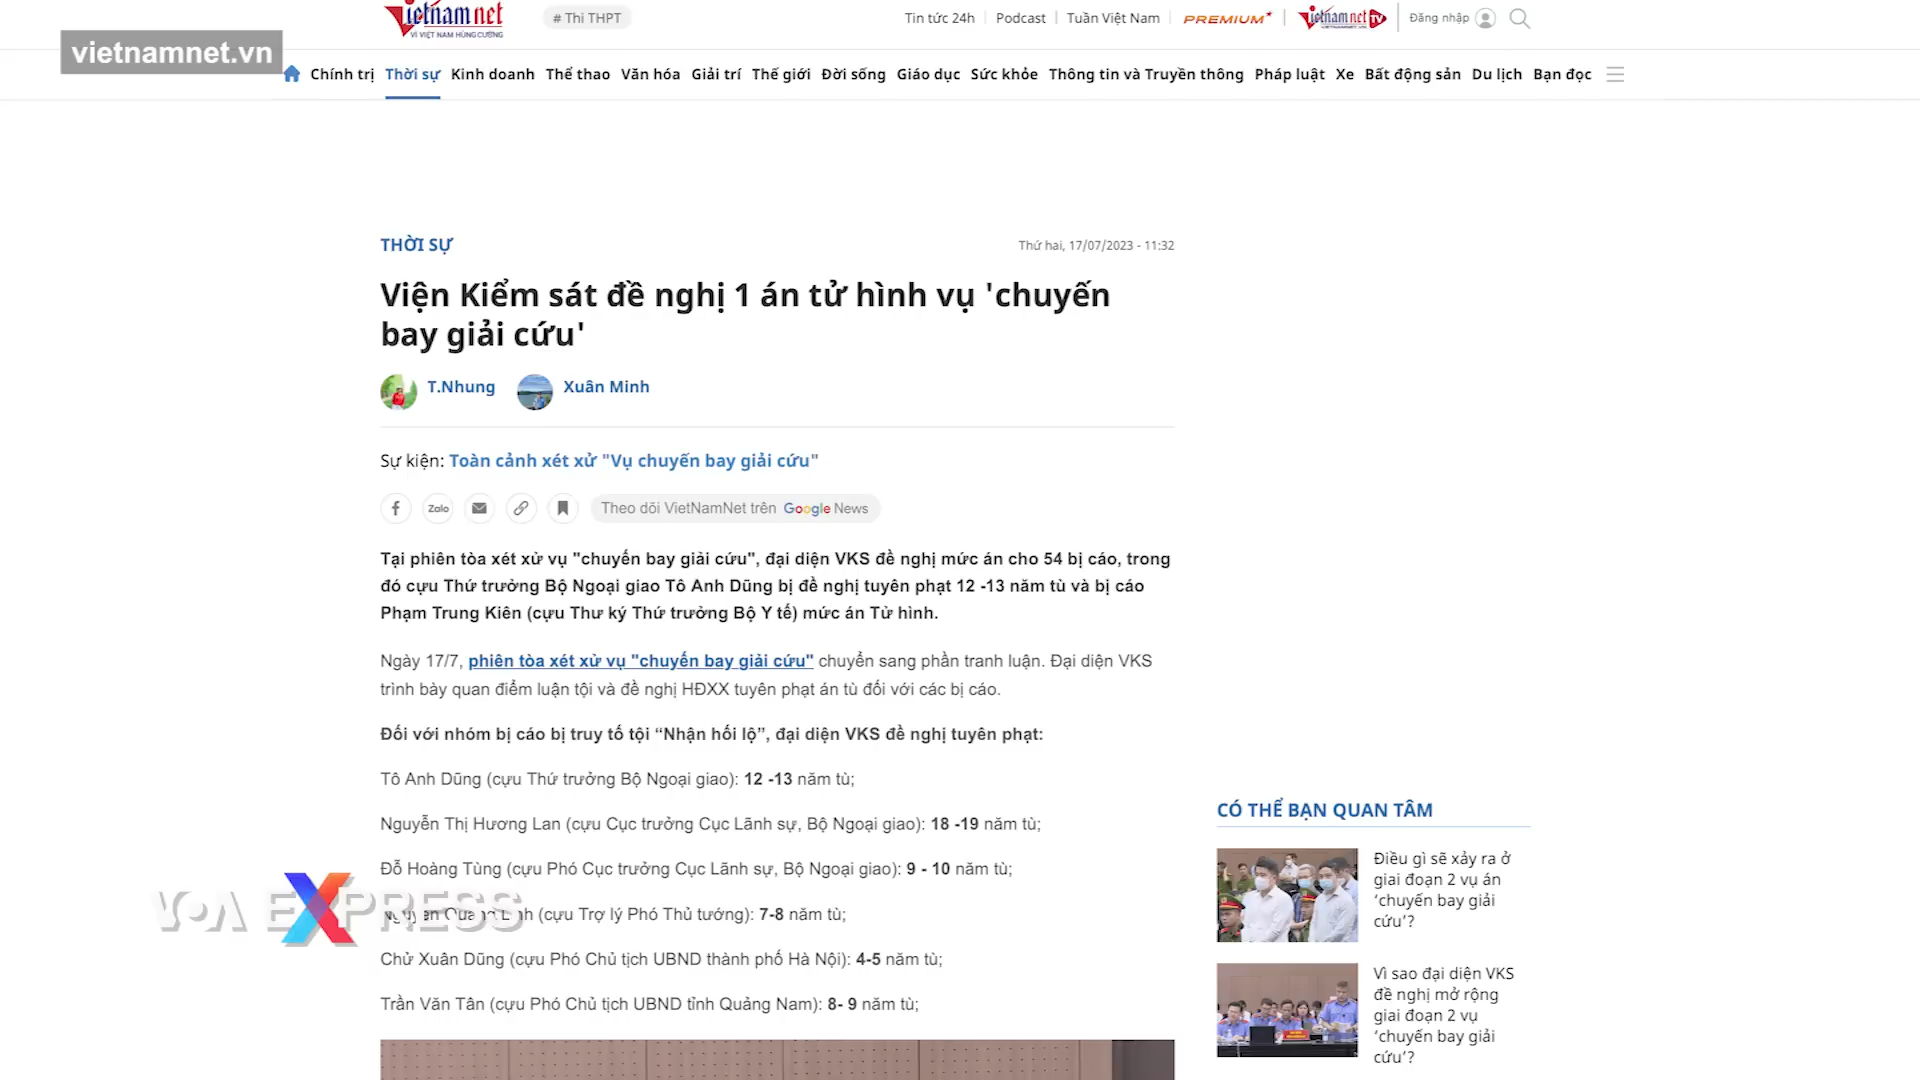 vietnamnet.vn
Vietnamnet
VÌ VIỆT NAM HÙNG CƯỜNG
# Thi THPT
Tin tức 24h
Podcast
Tuần Việt Nam
PREMIUM
Vietnamnet TV
Đăng nhập
Chính trị Thời sự Kinh doanh Thể thao Văn hóa Giải trí Thế giới Đời sống Giáo dục Sức khỏe Thông tin và Truyền thông Pháp luật Xe Bất động sản Du lịch Bạn đọc
THỜI SỰ
Thứ hai, 17/07/2023 - 11:32
Viện Kiểm sát đề nghị 1 án tử hình vụ 'chuyến
bay giải cứu'
T.Nhung
Xuân Minh
Sự kiện: Toàn cảnh xét xử "Vụ chuyến bay giải cứu"
Zalo
Theo dõi VietNamNet trên Google News
Tại phiên tòa xét xử vụ "chuyến bay giải cứu", đại diện VKS đề nghị mức án cho 54 bị cáo, trong
đó cựu Thứ trưởng Bộ Ngoại giao Tô Anh Dũng bị đề nghị tuyên phạt 12 -13 năm tù và bị cáo
Phạm Trung Kiên (cựu Thư ký Thứ trưởng Bộ Y tế) mức án Tử hình.
Ngày 17/7, phiên tòa xét xử vụ "chuyến bay giải cứu" chuyển sang phần tranh luận. Đại diện VKS
trình bày quan điểm luận tội và đề nghị HĐXX tuyên phạt án tù đối với các bị cáo.
Đối với nhóm bị cáo bị truy tố tội “Nhận hối lộ”, đại diện VKS đề nghị tuyên phạt:
Tô Anh Dũng (cựu Thứ trưởng Bộ Ngoại giao): 12 -13 năm tù;
Nguyễn Thị Hương Lan (cựu Cục trưởng Cục Lãnh sự, Bộ Ngoại giao): 18 -19 năm tù;
Đỗ Hoàng Tùng (cựu Phó Cục trưởng Cục Lãnh sự, Bộ Ngoại giao): 9 - 10 năm tù;
Nguyễn Quang Linh (cựu Trợ lý Phó Thủ tướng): 7-8 năm tù;
Chử Xuân Dũng (cựu Phó Chủ tịch UBND thành phố Hà Nội): 4-5 năm tù;
Trần Văn Tân (cựu Phó Chủ tịch UBND tỉnh Quảng Nam): 8- 9 năm tù;
VOA EXPRESS
CÓ THỂ BẠN QUAN TÂM
Điều gì sẽ xảy ra ở
giai đoạn 2 vụ án
‘chuyến bay giải
cứu’?
Vì sao đại diện VKS
đề nghị mở rộng
giai đoạn 2 vụ
‘chuyến bay giải
cứu’?